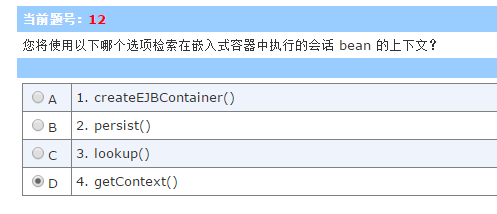 当前题号：12
您将使用以下哪个选项检索在嵌入式容器中执行的会话 bean 的上下文？
A 1. createEJBContainer()
B 2. persist()
C 3. lookup()
D 4. getContext()